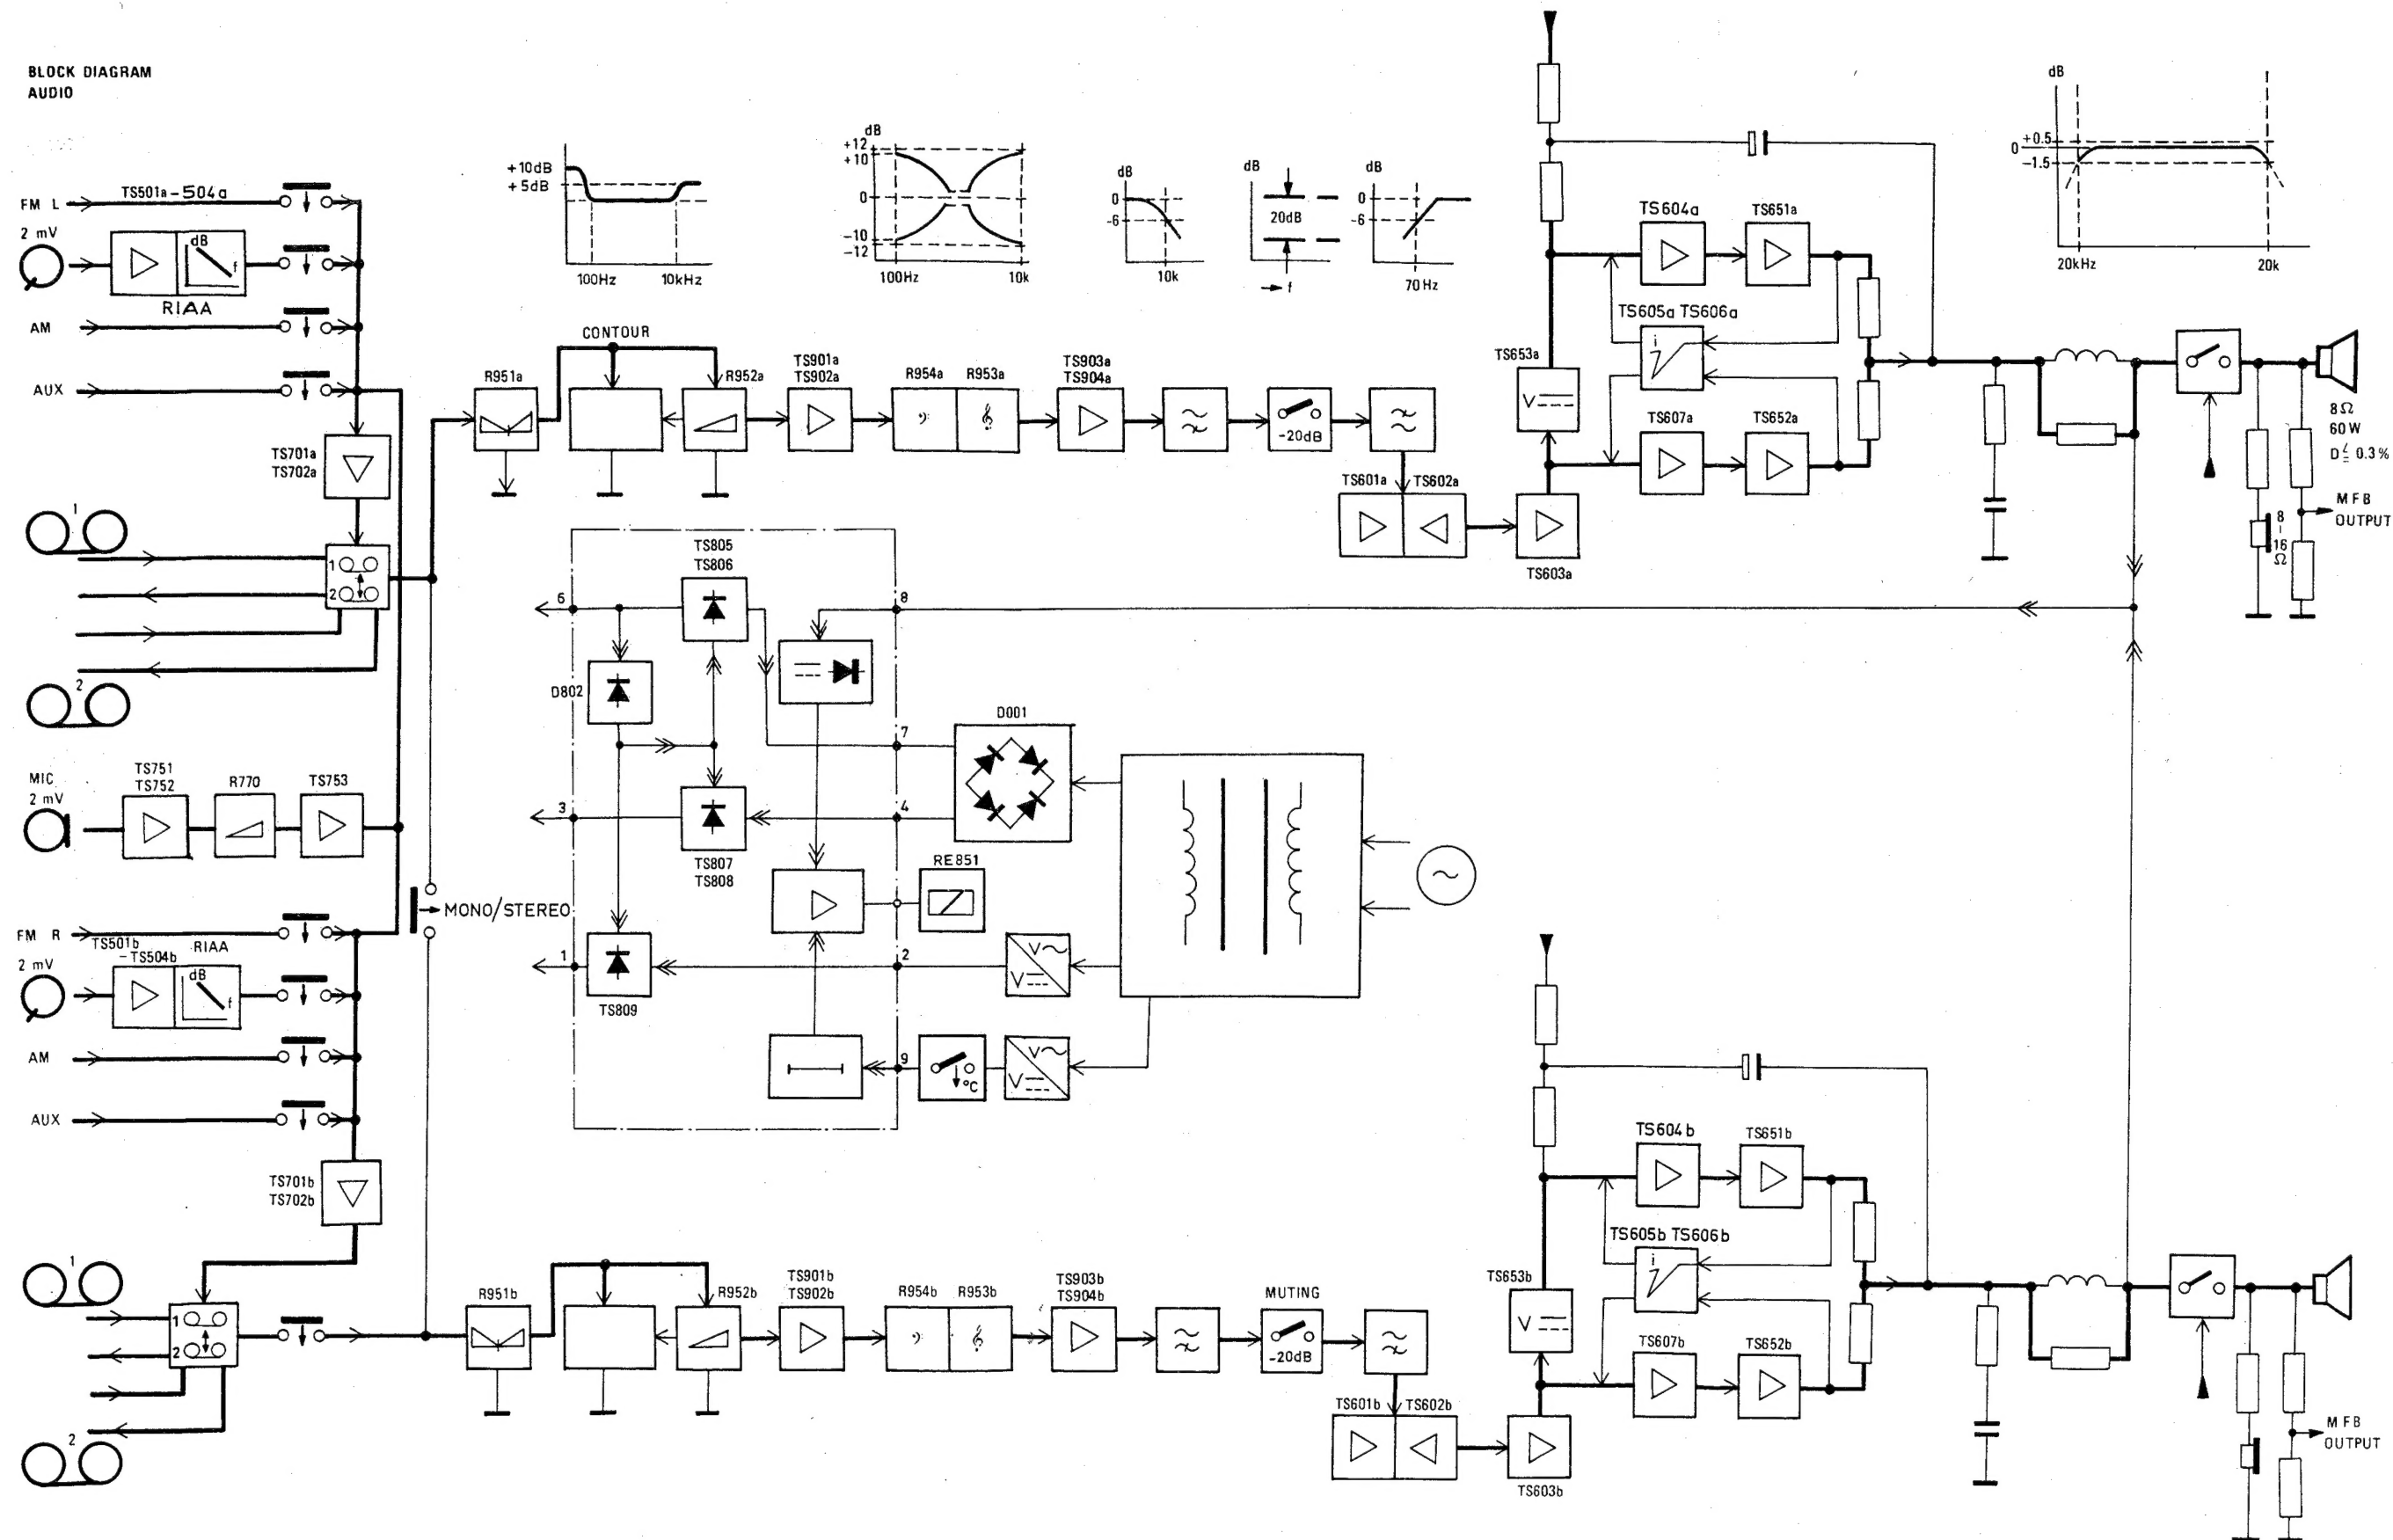 BLOCK DIAGRAM
AUDIO
FM L
TS501a-504a
2 mV
dB
f
RIAA
AM
AUX
TS701a
TS702a
1
1
2
2
MIC
2 mV
TS751
TS752
R770
TS753
MONO/STEREO
FM R
TS501b
-TS504b
RIAA
2 mV
dB
f
AM
AUX
TS701b
TS702b
1
1
2
2
+10dB
+5dB
100Hz
10kHz
dB
+12
+10
0
-10
-12
100Hz
10k
dB
0
-6
10k
dB
20dB
f
dB
0
-6
70Hz
dB
+0.5
0
-1.5
20kHz
20k
CONTOUR
R951a
R952a
TS901a
TS902a
R954a
R953a
TS903a
TS904a
-20dB
TS601a
TS602a
TS603a
TS653a
V
TS604a
TS651a
TS605a TS606a
i
TS607a
TS652a
8Ω
60W
D≤ 0.3%
MFB
OUTPUT
8
-
16
Ω
TS805
TS806
6
8
D802
7
D001
3
4
TS807
TS808
RE851
1
2
V~
V
TS809
9
°C
V~
V
~
R951b
R952b
TS901b
TS902b
R954b
R953b
TS903b
TS904b
MUTING
-20dB
TS601b
TS602b
TS603b
TS653b
V
TS604b
TS651b
TS605b TS606b
i
TS607b
TS652b
MFB
OUTPUT